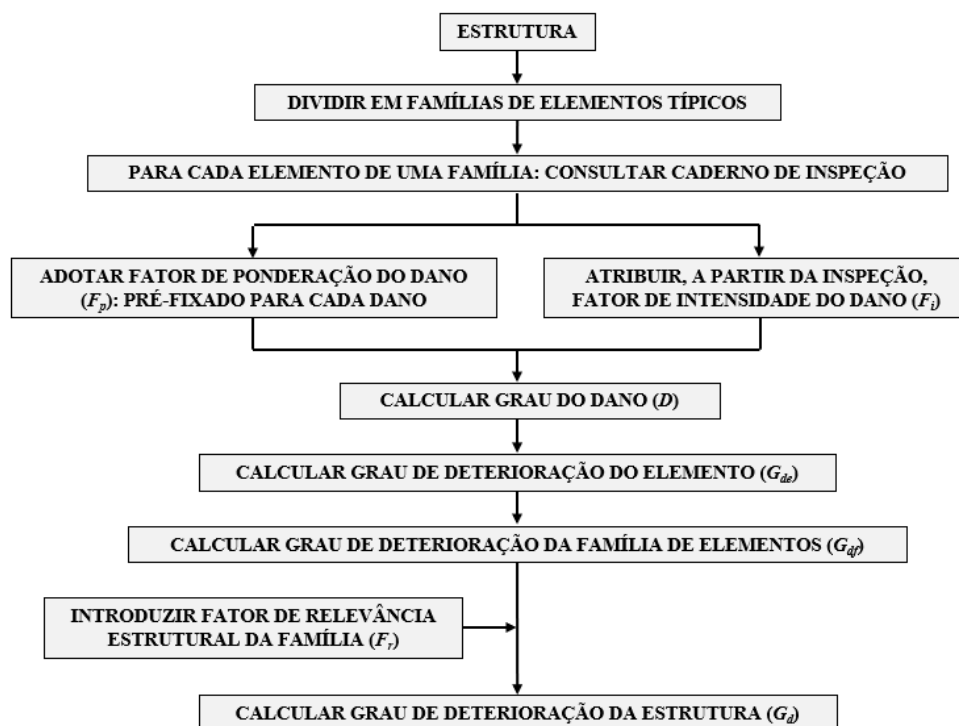 ESTRUTURA
DIVIDIR EM FAMÍLIAS DE ELEMENTOS TÍPICOS
PARA CADA ELEMENTO DE UMA FAMÍLIA: CONSULTAR CADERNO DE INSPEÇÃO
ADOTAR FATOR DE PONDERAÇÃO DO DANO
(Fp): PRÉ-FIXADO PARA CADA DANO
ATRIBUIR, A PARTIR DA INSPEÇÃO,
FATOR DE INTENSIDADE DO DANO (Fi)
CALCULAR GRAU DO DANO (D)
CALCULAR GRAU DE DETERIORAÇÃO DO ELEMENTO (Gde)
CALCULAR GRAU DE DETERIORAÇÃO DA FAMÍLIA DE ELEMENTOS (Gdf)
INTRODUZIR FATOR DE RELEVÂNCIA
ESTRUTURAL DA FAMÍLIA (Fr)
CALCULAR GRAU DE DETERIORAÇÃO DA ESTRUTURA (Gd)